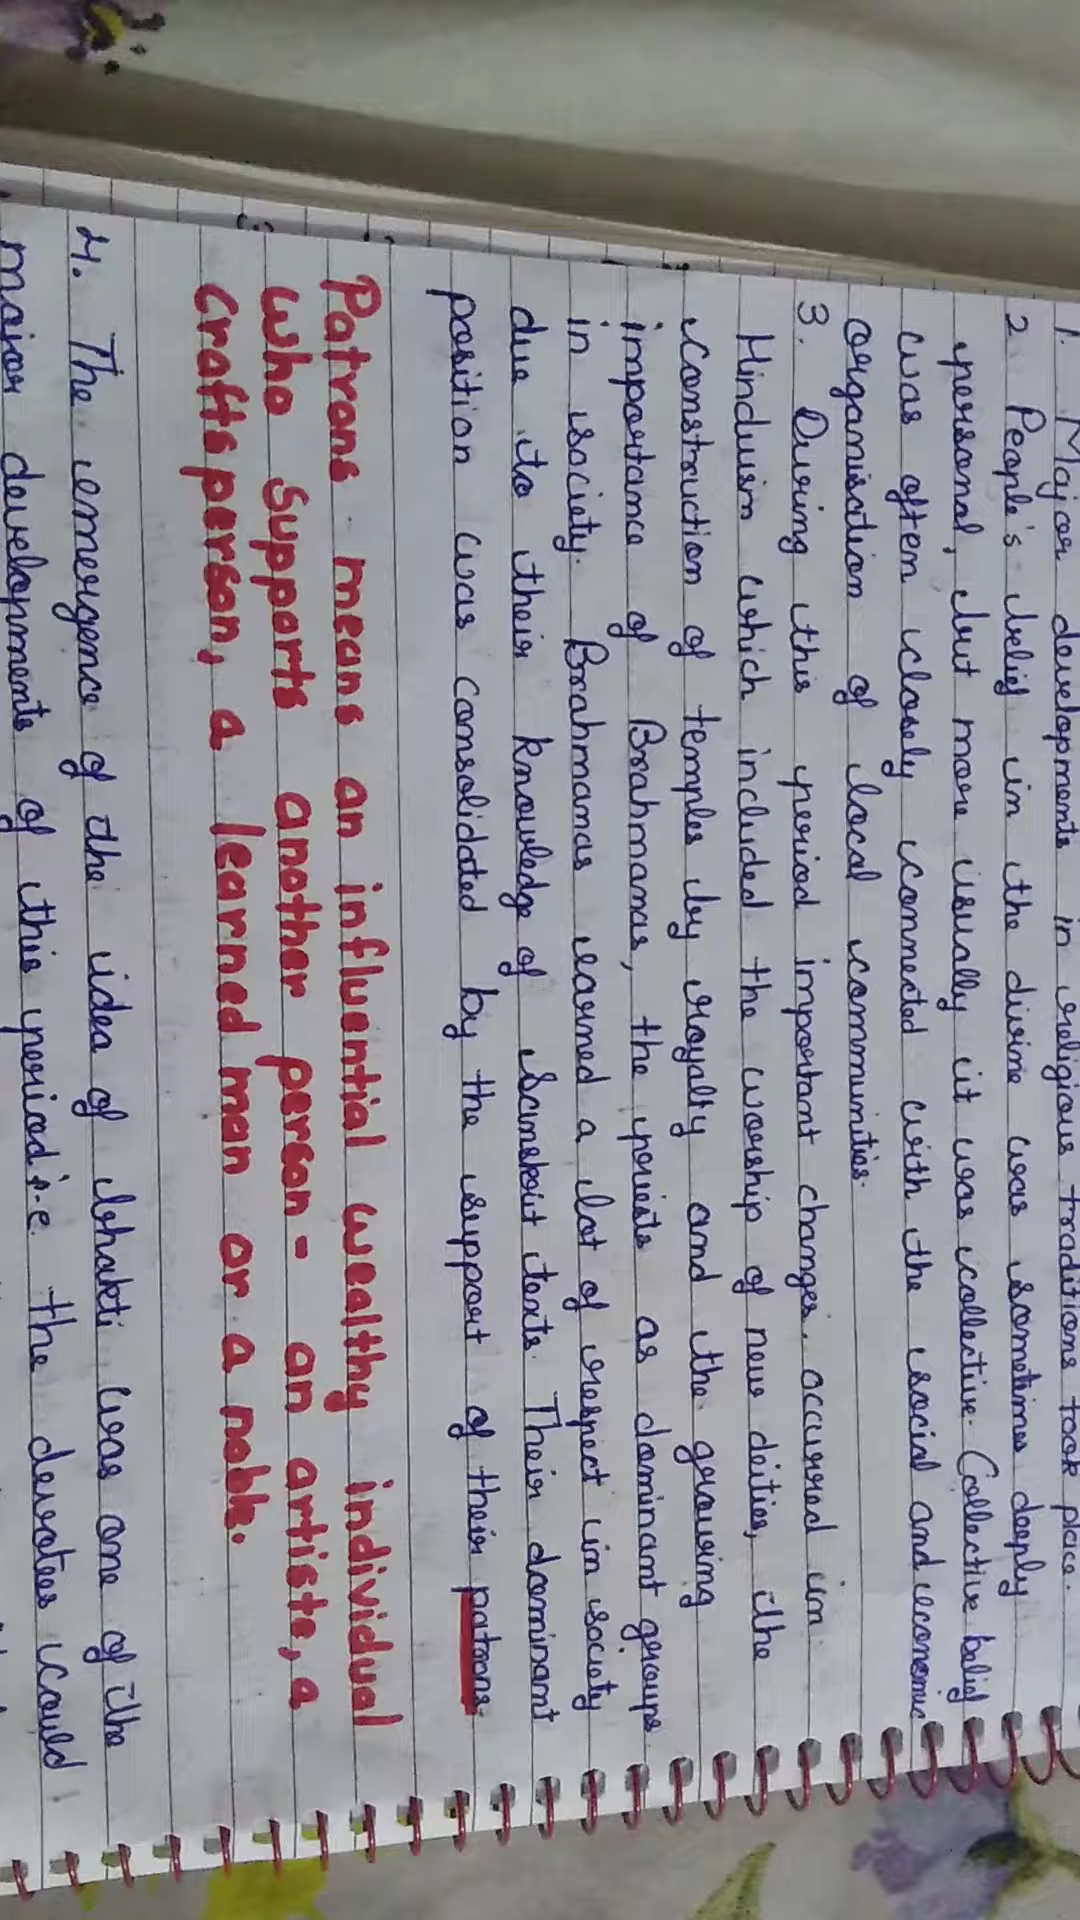 1. Major developments in religious traditions took place.
2. People's belief in the divine was sometimes deeply
personal, but more usually it was collective. Collective belief
was often closely connected with the social and economic
organisation of local communities.
3. During this period important changes occurred in
Hinduism which included the worship of new deities, the
construction of temples by royalty and the growing
importance of Brahmanas, the priests as dominant groups
in society. Brahmanas earned a lot of respect in society
due to their knowledge of Sanskrit texts. Their dominant
position was consolidated by the support of their patrons.
Patrons means an influential wealthy individual
who supports another person - an artiste, a
craftsperson, a learned man or a noble.
4. The emergence of the idea of bhakti was one of the
major developments of this period i.e. the devotees could